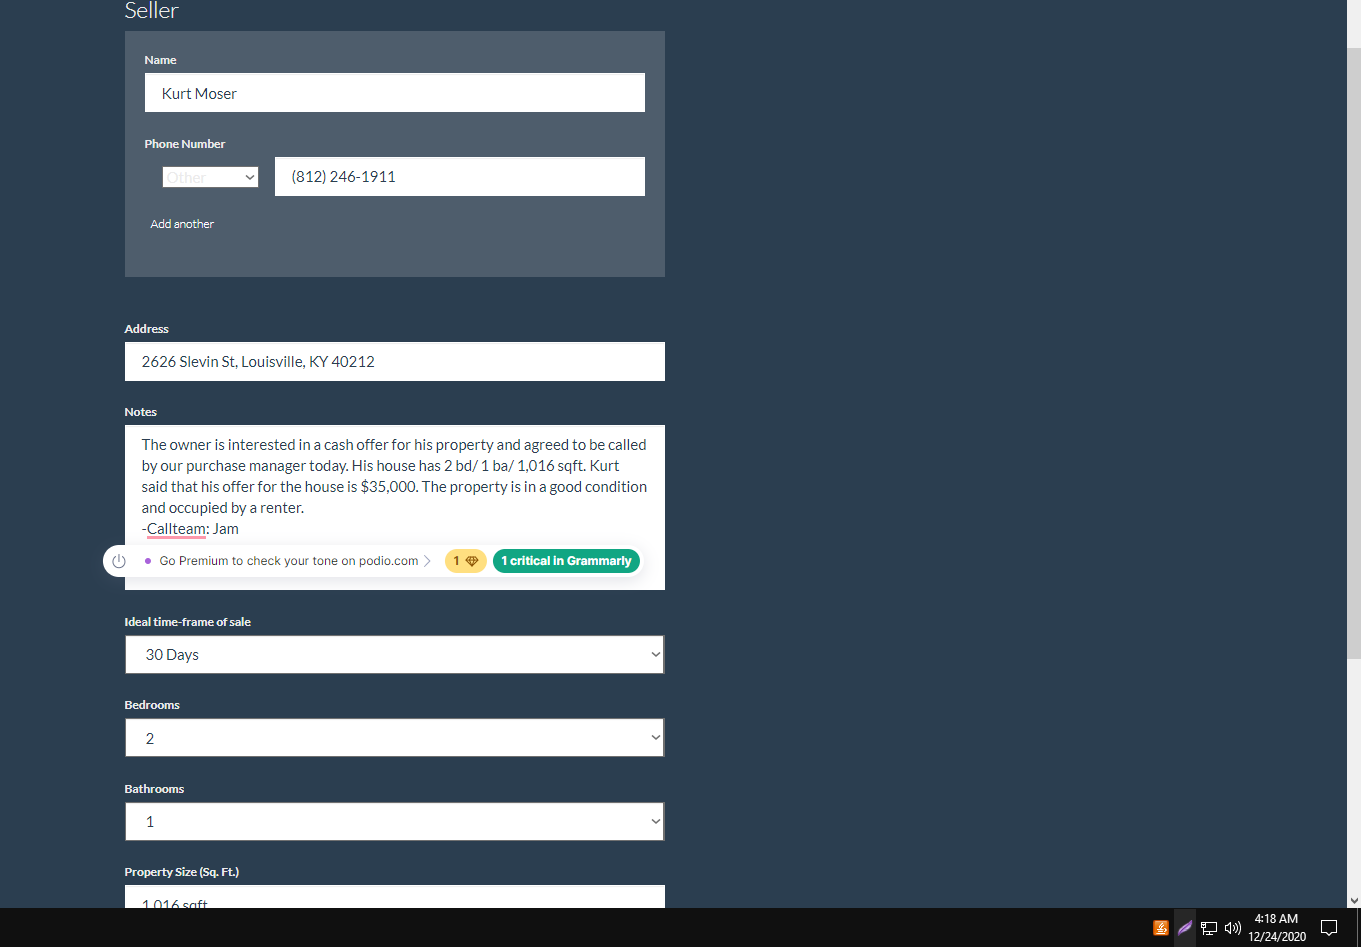 Seller
Name
Kurt Moser
Phone Number
Other
(812) 246-1911
Add another
Address
2626 Slevin St, Louisville, KY 40212
Notes
The owner is interested in a cash offer for his property and agreed to be called
by our purchase manager today. His house has 2 bd/ 1 ba/ 1,016 sqft. Kurt
said that his offer for the house is $35,000. The property is in a good condition
and occupied by a renter.
-Callteam: Jam
Go Premium to check your tone on podio.com
1
1 critical in Grammarly
Ideal time-frame of sale
30 Days
Bedrooms
2
Bathrooms
1
Property Size (Sq. Ft.)
1,016 sqft
4:18 AM
12/24/2020